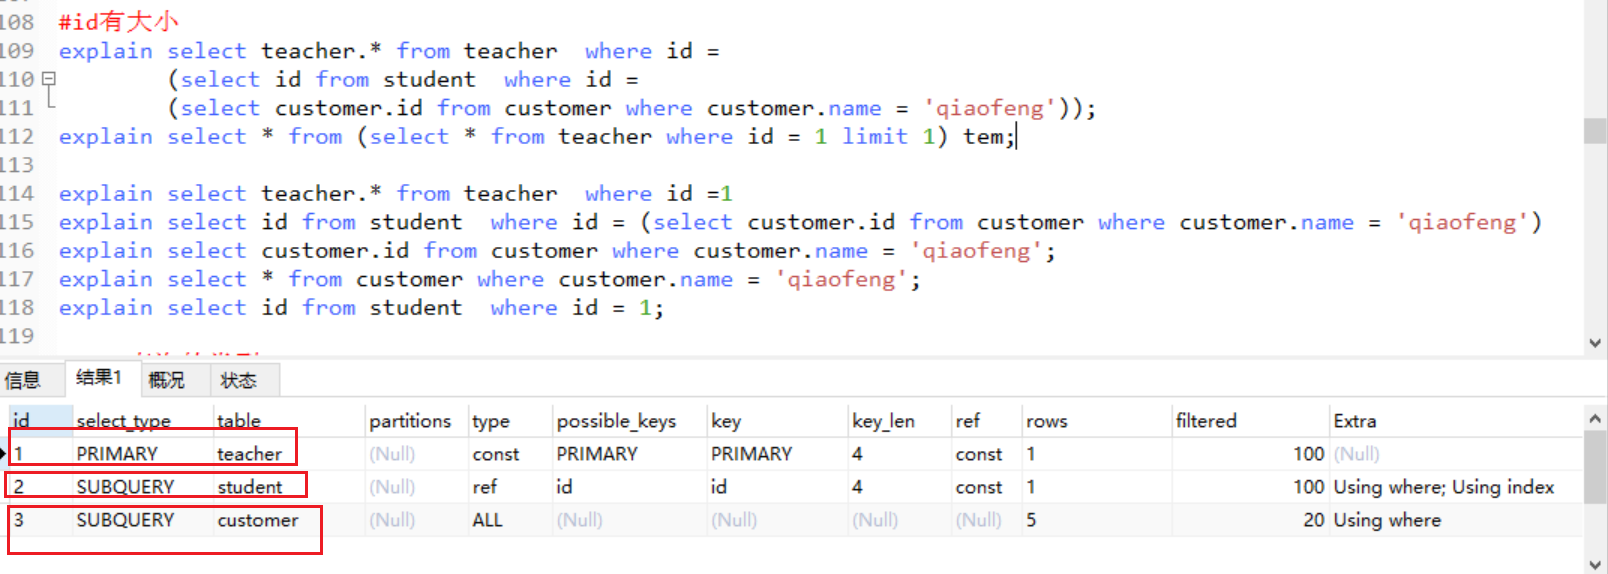 108 #id有大小
109 explain select teacher.* from teacher  where id =
110 (select id from student  where id =
111 (select customer.id from customer where customer.name = 'qiaofeng'));
112 explain select * from (select * from teacher where id = 1 limit 1) tem;
113
114 explain select teacher.* from teacher  where id =1
115 explain select id from student  where id = (select customer.id from customer where customer.name = 'qiaofeng')
116 explain select customer.id from customer where customer.name = 'qiaofeng';
117 explain select * from customer where customer.name = 'qiaofeng';
118 explain select id from student  where id = 1;
119
信息 结果1 概况 状态
id select_type table partitions type possible_keys key key_len ref rows filtered Extra
1 PRIMARY teacher (Null) const PRIMARY PRIMARY 4 const 1 100 (Null)
2 SUBQUERY student (Null) ref id id 4 const 1 100 Using where; Using index
3 SUBQUERY customer (Null) ALL (Null) (Null) (Null) (Null) 5 20 Using where